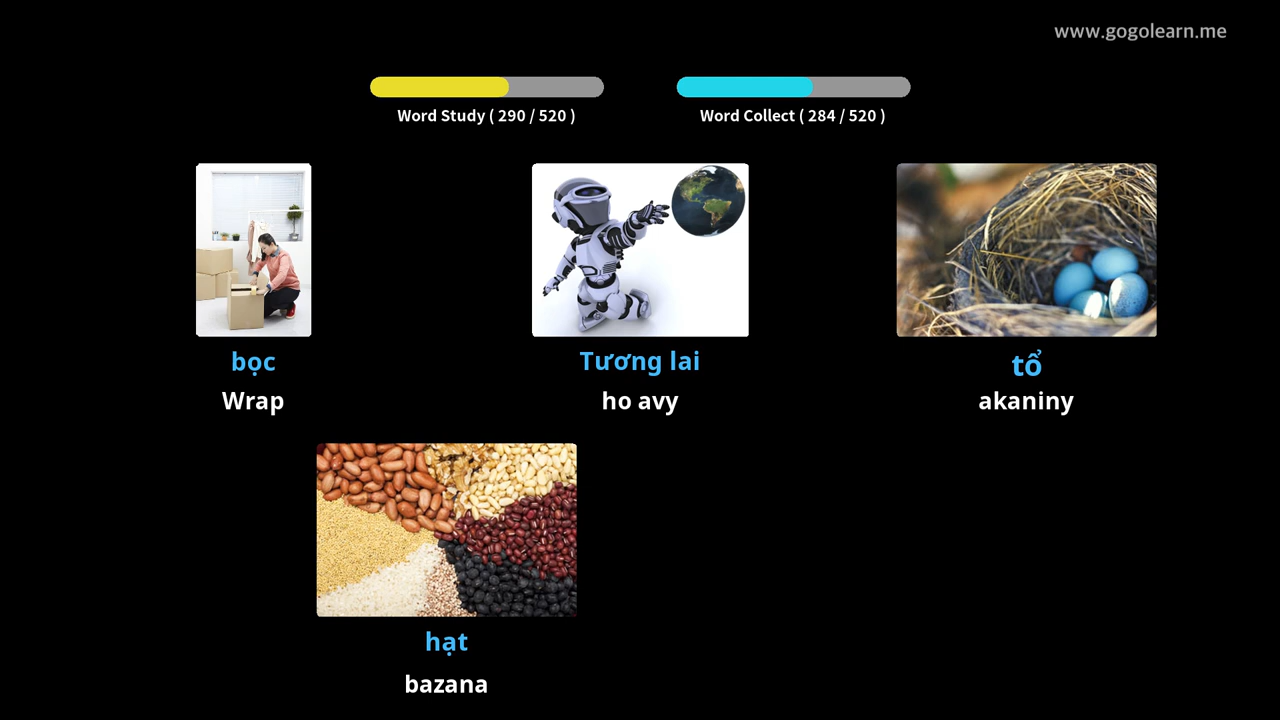 www.gogolearn.me
Word Study ( 290 / 520 )
Word Collect ( 284 / 520 )
bọc
Wrap
Tương lai
ho avy
tổ
akaniny
hạt
bazana